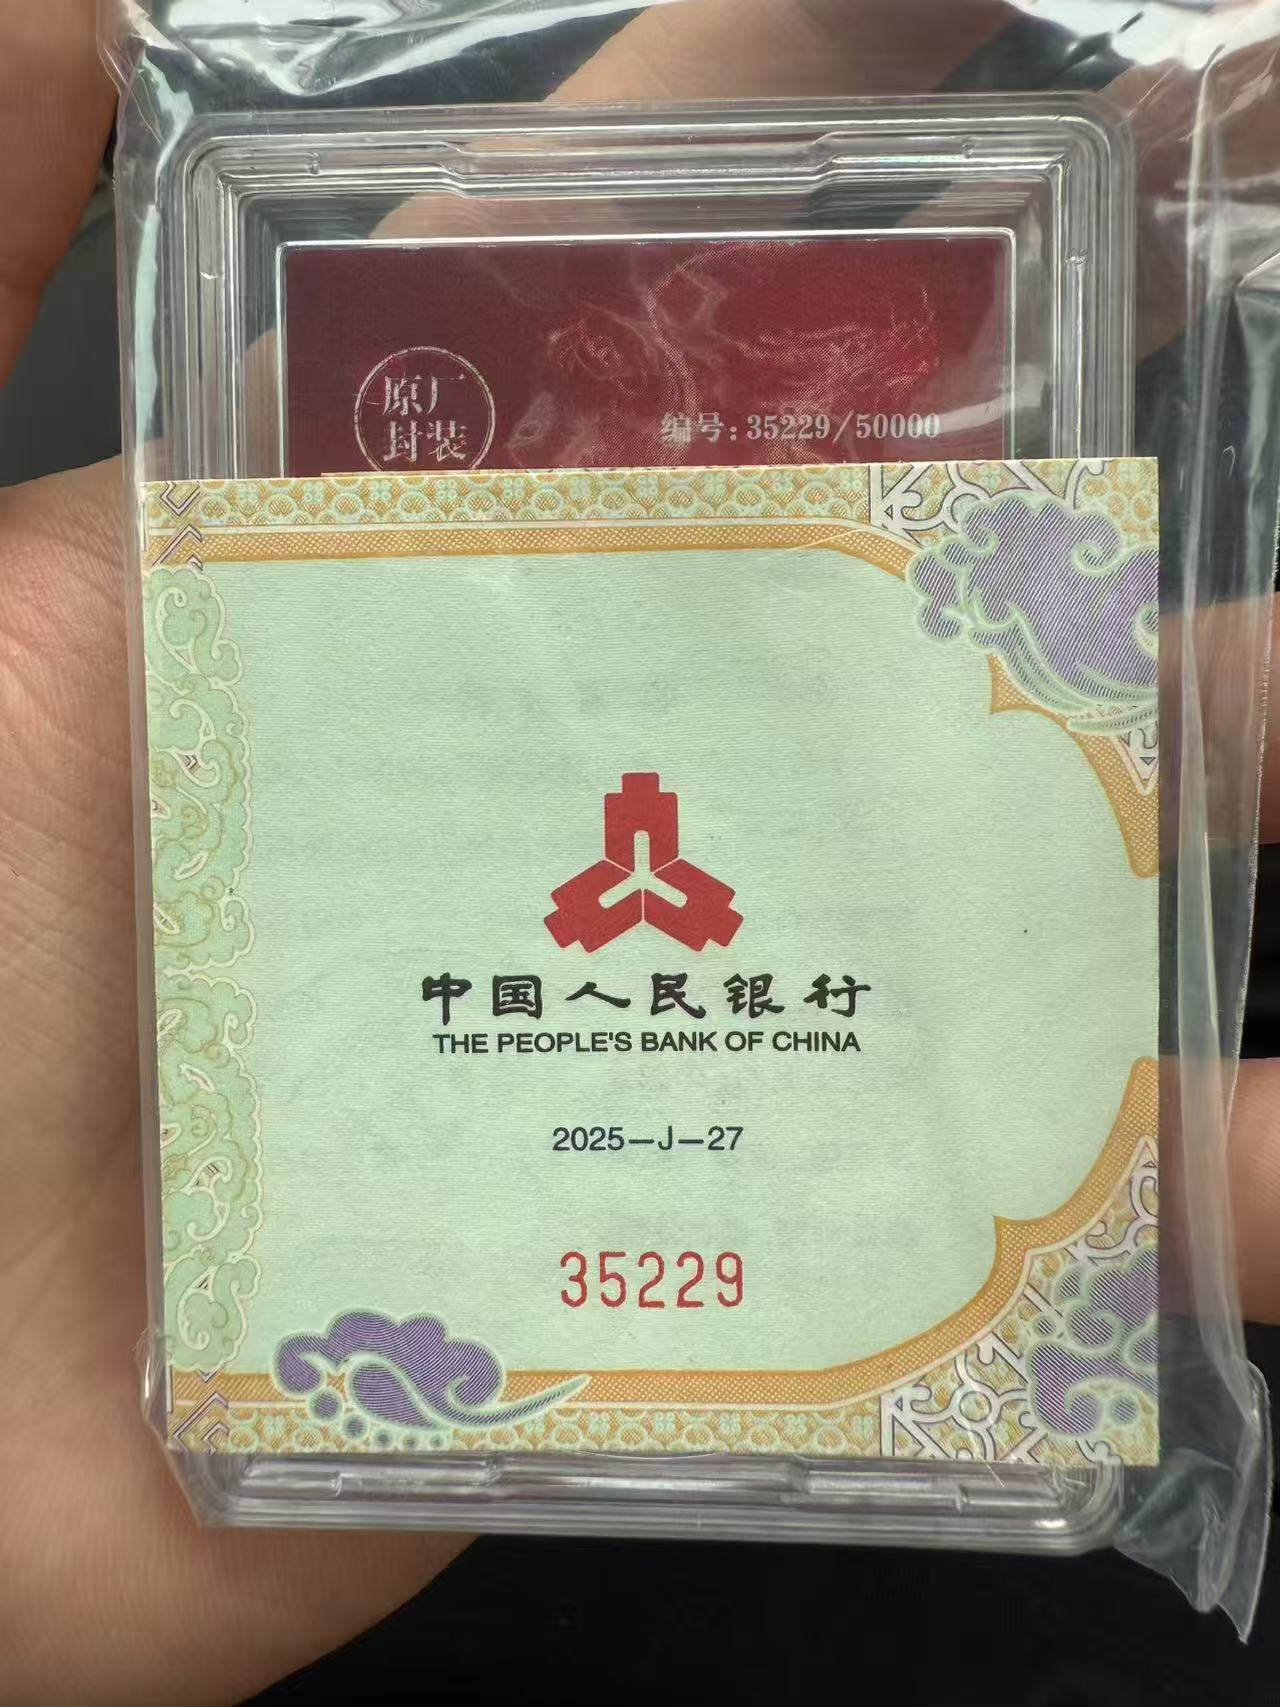 原厂
封装
编号:35229/50000
中国人民银行
THE PEOPLE'S BANK OF CHINA
2025-J-27
35229